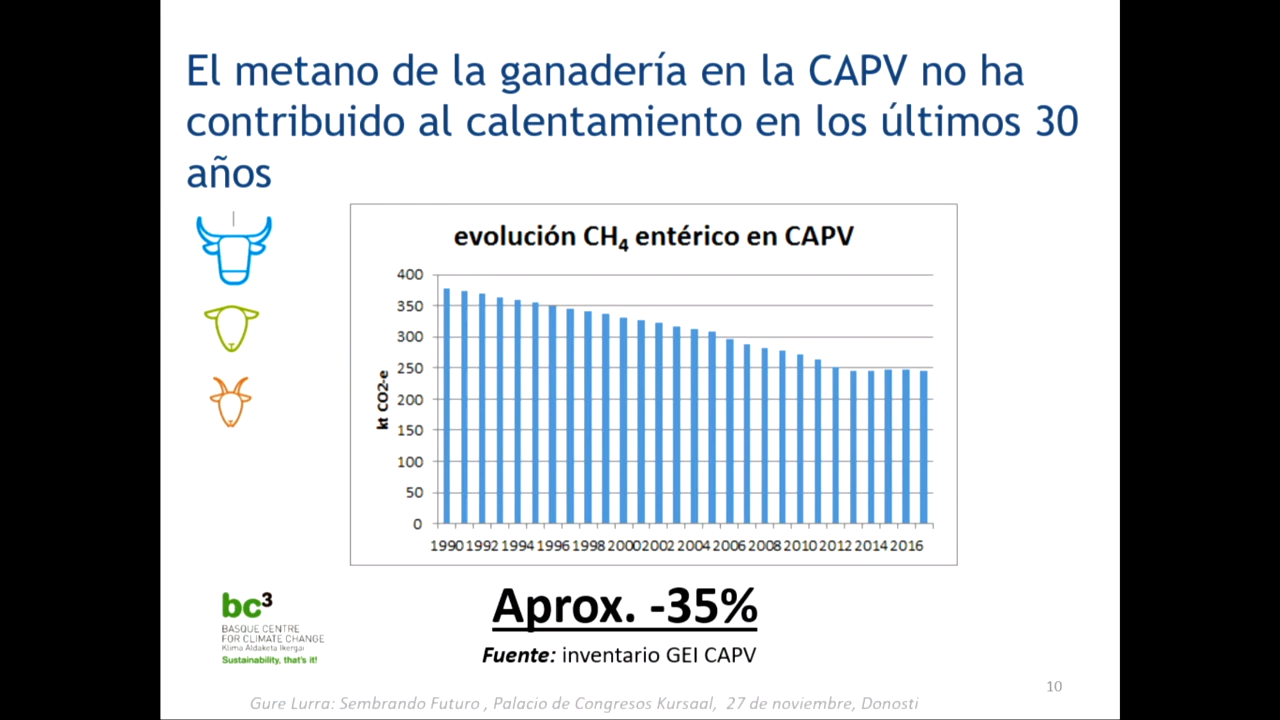 El metano de la ganadería en la CAPV no ha
contribuido al calentamiento en los últimos 30
años
evolución CH4 entérico en CAPV
kt CO2-e
400
350
300
250
200
150
100
50
0
1990 1992 1994 1996 1998 2000 2002 2004 2006 2008 2010 2012 2014 2016
Aprox. -35%
Fuente: inventario GEI CAPV
bc3
BASQUE CENTRE
FOR CLIMATE CHANGE
Klima Aldaketa Ikergai
Sustainability, that's it!
10
Gure Lurra: Sembrando Futuro , Palacio de Congresos Kursaal, 27 de noviembre, Donosti